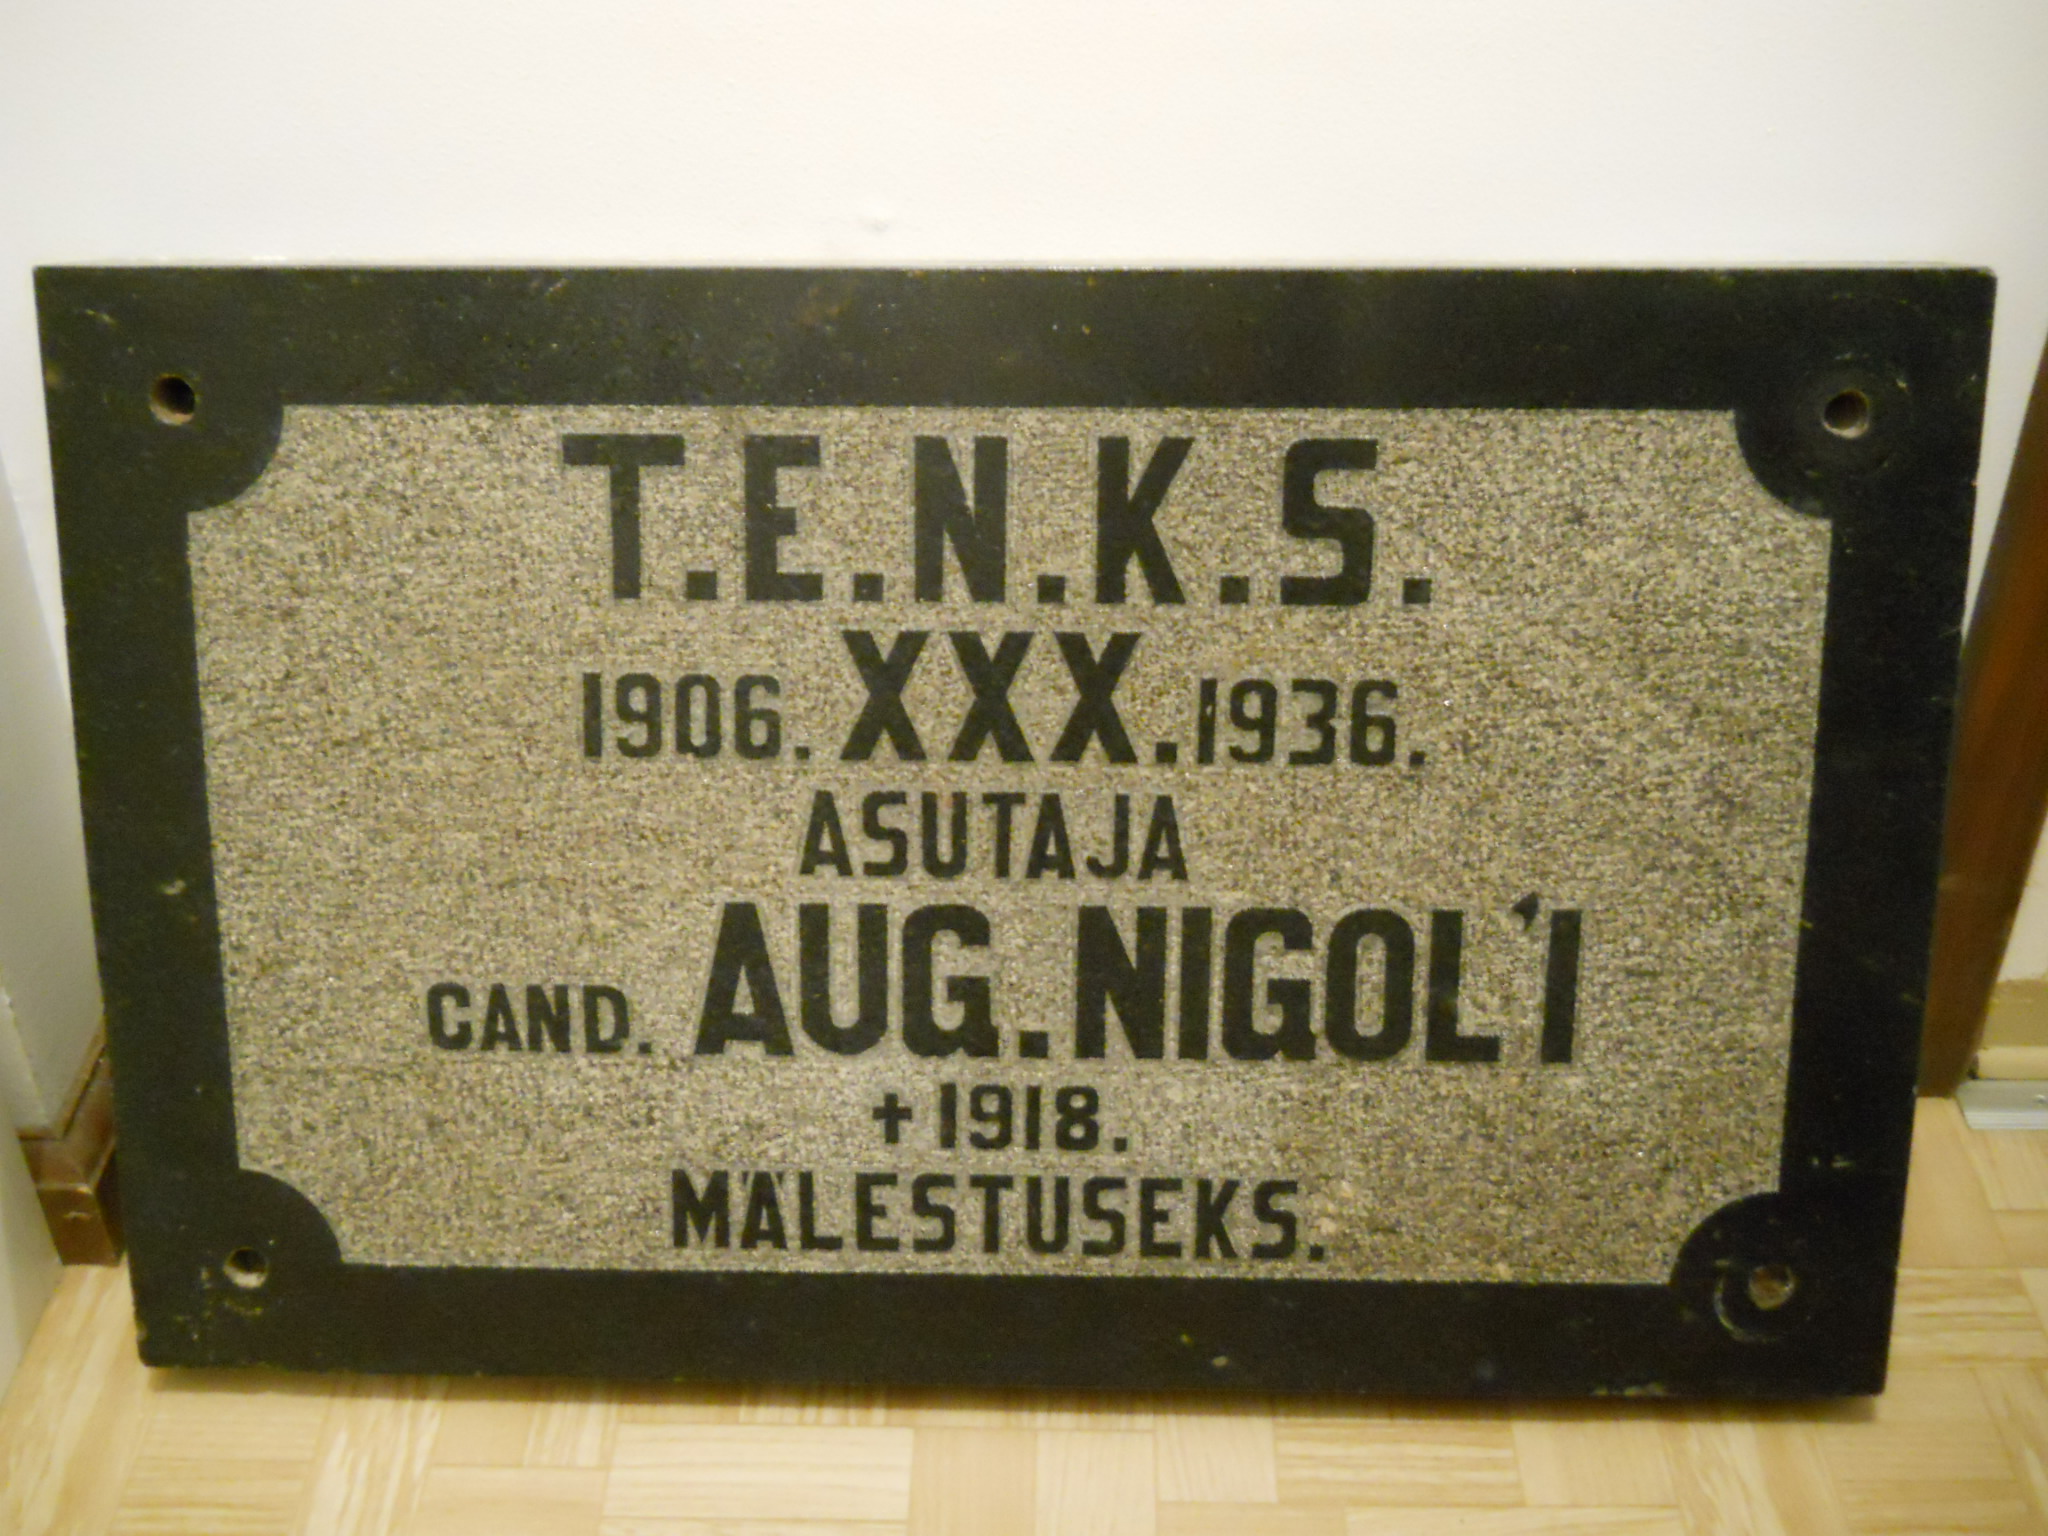 T.E.N.K.S.
1906. XXX. 1936.
ASUTAJA
CAND. AUG. NIGOL'I
+ 1918.
MÄLESTUSEKS.